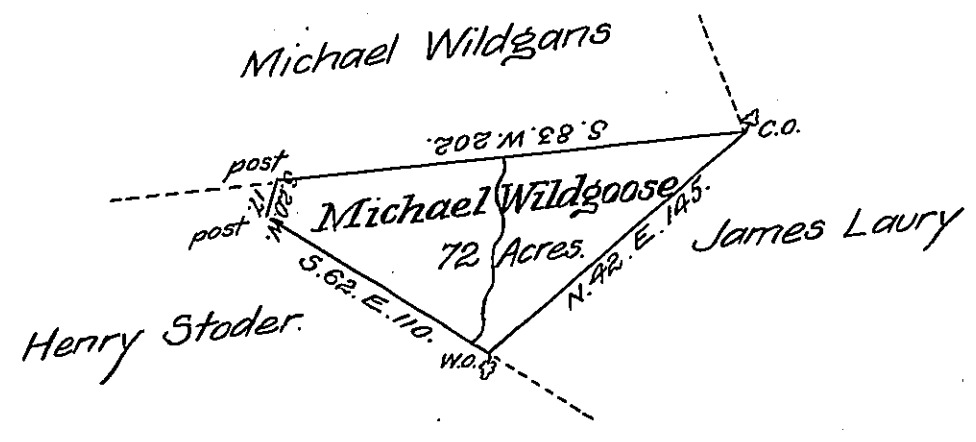 Michael Wildgans
S. 83. W. 202.
C.O.
post
S. 20. W.
17.
post
Michael Wildgoose
72 Acres.
N. 42. E. 145.
James Laury
S. 62. E. 110.
Henry Stoder.
W.O.